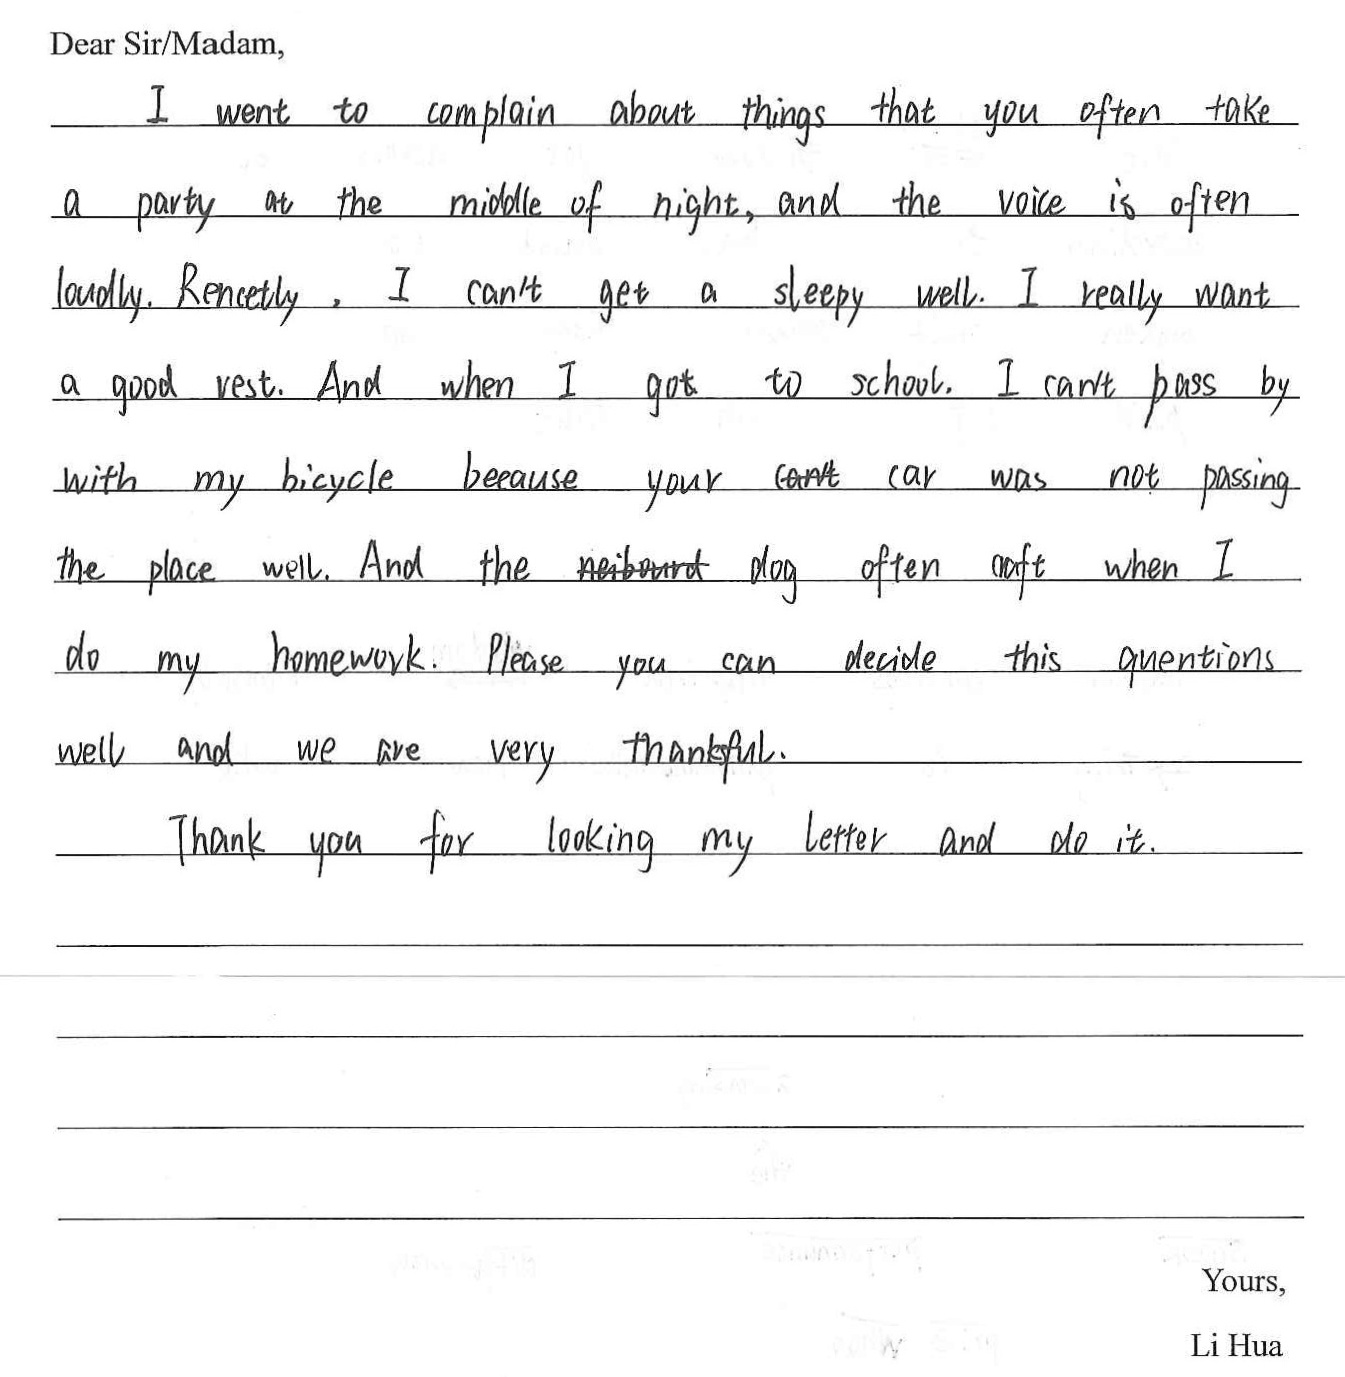 Dear Sir/Madam,
I went to complain about things that you often take
a party at the middle of night, and the voice is often
loudly. Rencetly, I can't get a sleepy well. I really want
a good rest. And when I got to school. I can't pass by
with my bicycle because your can't car was not passing
the place well. And the neibourd dog often when I
do my homework. Please you can decide this quentions
well and we are very thankful.
Thank you for looking my letter and do it.
Yours,
Li Hua